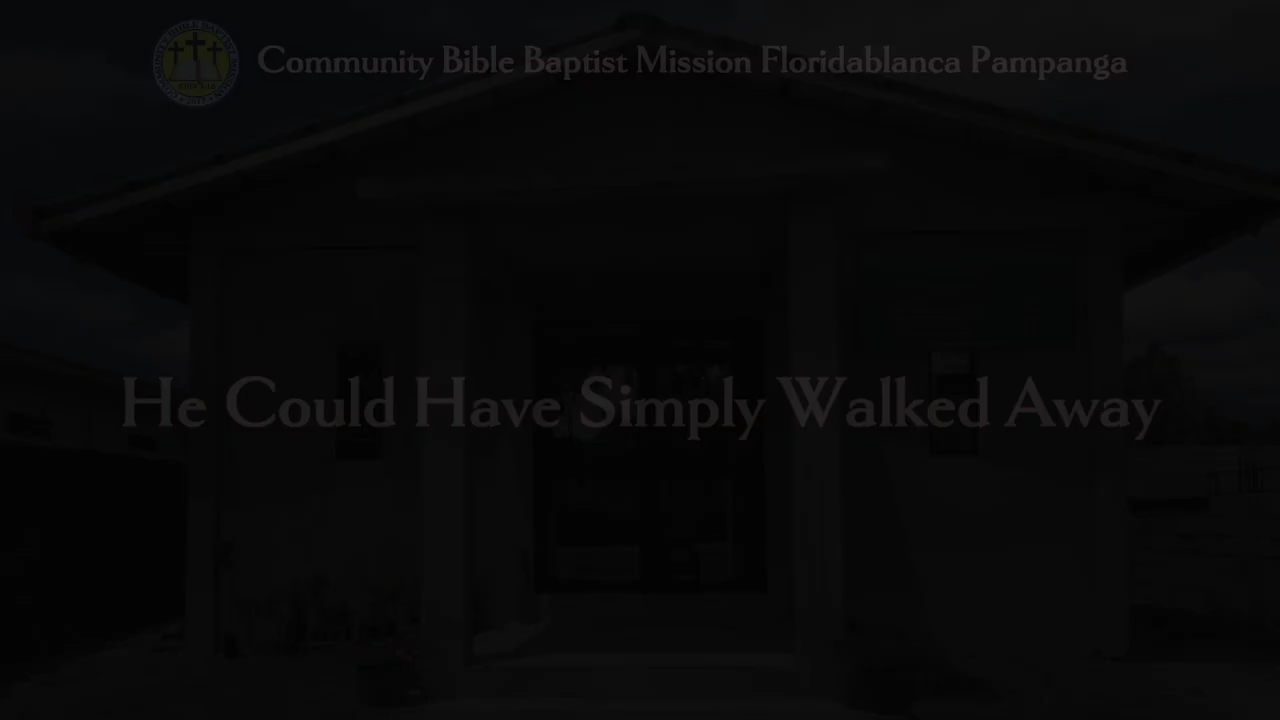 Community Bible Baptist Mission Floridablanca Pampanga
He Could Have Simply Walked Away